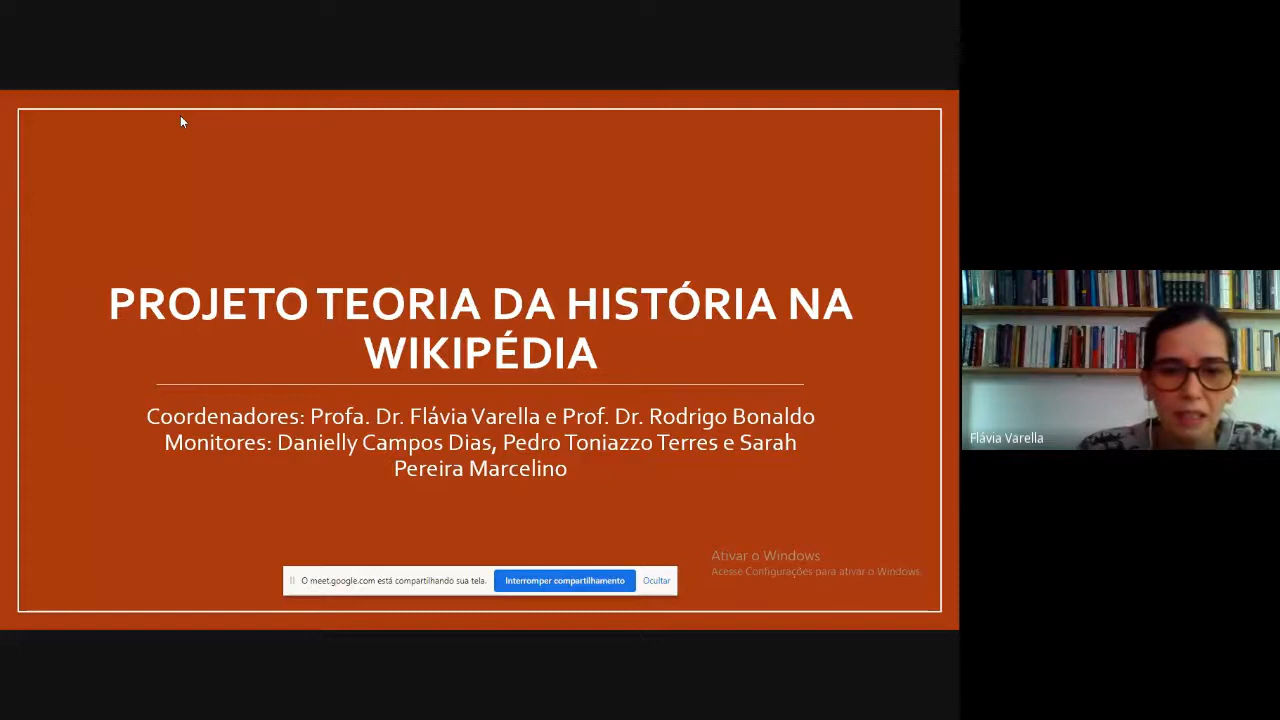 PROJETO TEORIA DA HISTÓRIA NA
WIKIPÉDIA
Coordenadores: Profa. Dr. Flávia Varella e Prof. Dr. Rodrigo Bonaldo
Monitores: Danielly Campos Dias, Pedro Toniazzo Terres e Sarah
Pereira Marcelino
Ativar o Windows
Acesse Configurações para ativar o Windows.
O meet.google.com está compartilhando sua tela.
Interromper compartilhamento
Ocultar
Flávia Varella